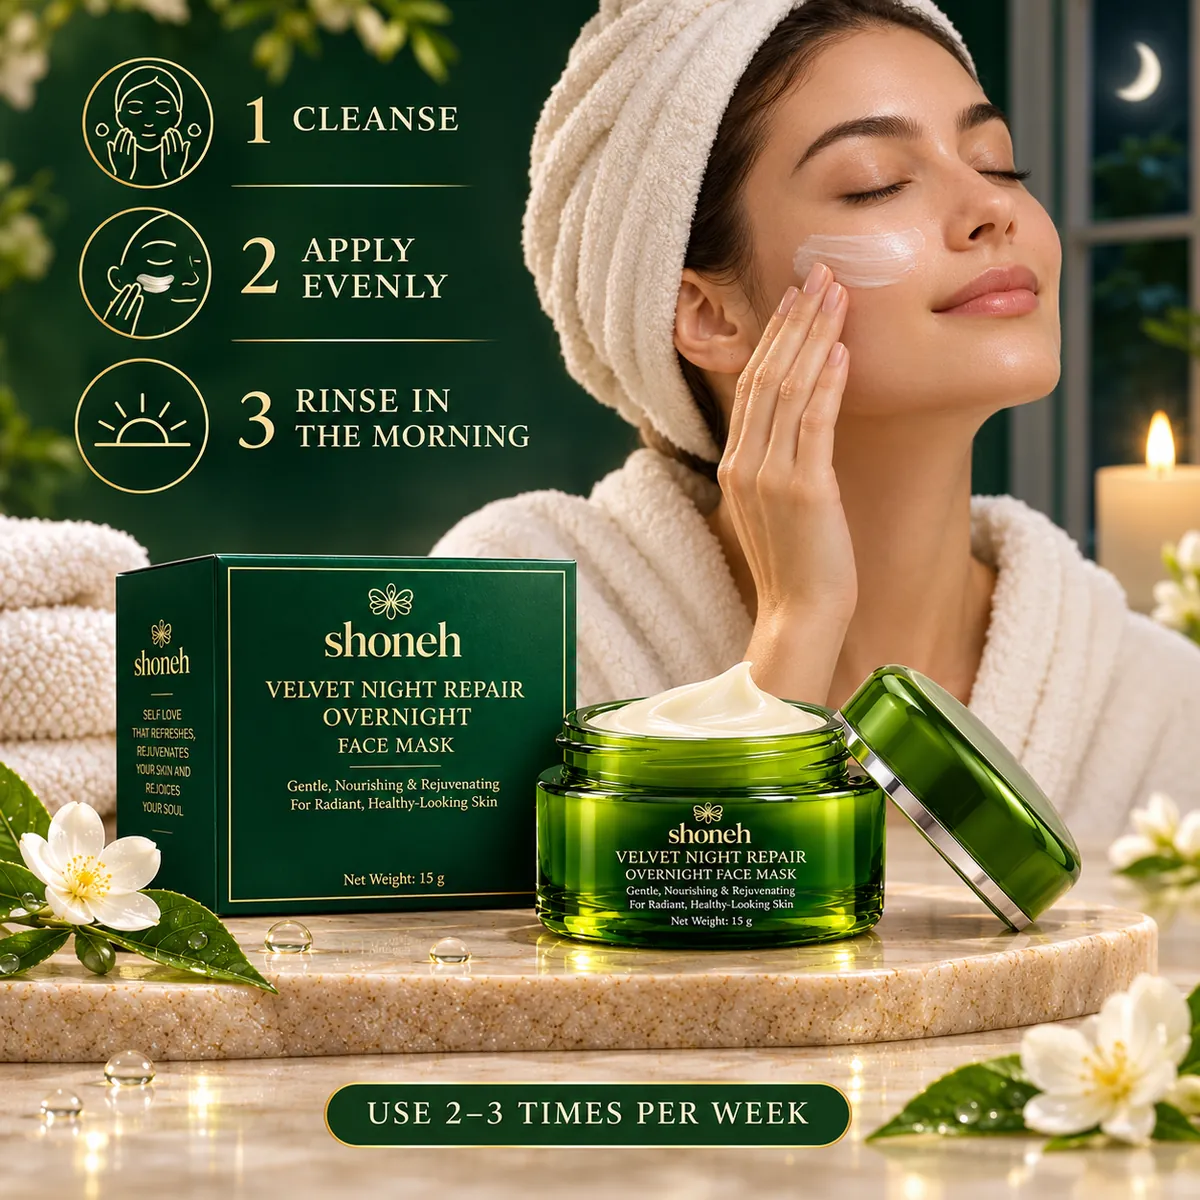 1 CLEANSE
2 APPLY
EVENLY
3 RINSE IN
THE MORNING
shoneh
SELF LOVE
THAT REFRESHES,
REJUVENATES
YOUR SKIN AND
REJOICES
YOUR SOUL
shoneh
VELVET NIGHT REPAIR
OVERNIGHT
FACE MASK
Gentle, Nourishing & Rejuvenating
For Radiant, Healthy-Looking Skin
Net Weight: 15 g
shoneh
VELVET NIGHT REPAIR
OVERNIGHT FACE MASK
Gentle, Nourishing & Rejuvenating
For Radiant, Healthy-Looking Skin
Net Weight: 15 g
USE 2–3 TIMES PER WEEK